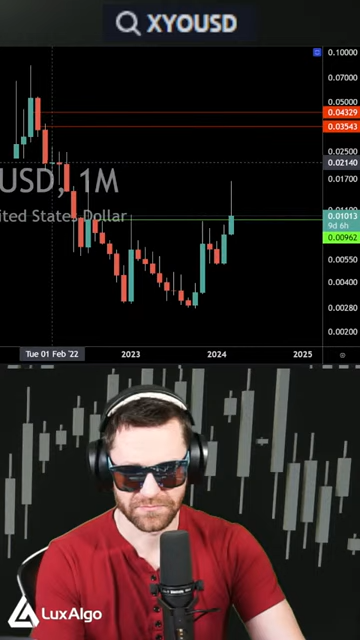 XYOUSD
0.10000
0.07000
0.05000
0.04329
0.03543
0.02500
0.02140
0.01700
USD, 1M
0.01013
9d 6h
ited States Dollar
0.00962
0.00550
0.00400
0.00280
0.00200
Tue 01 Feb '22
2023
2024
2025
LuxAlgo